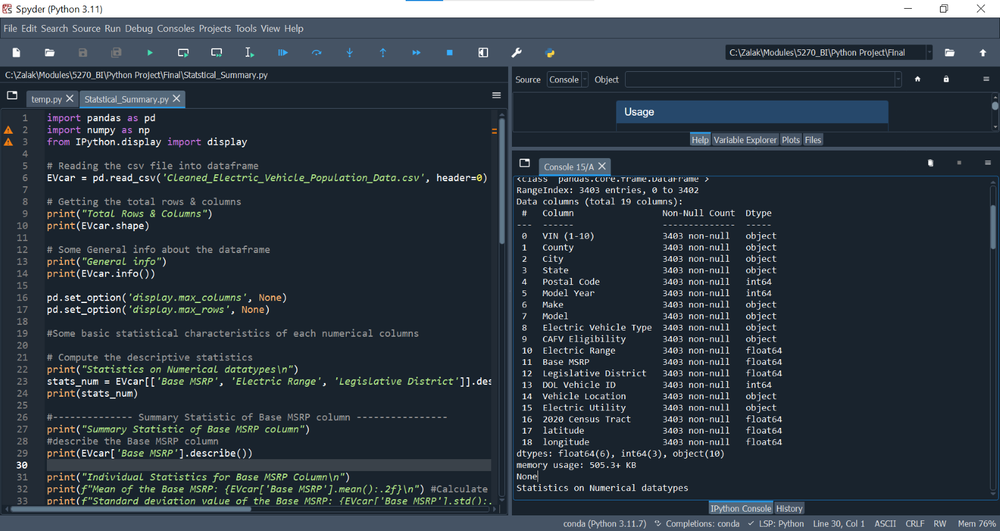 Spyder (Python 3.11)
File Edit Search Source Run Debug Consoles Projects Tools View Help
C:\Zalak\Modules\5270_BI\Python Project\Final
C:\Zalak\Modules\5270_BI\Python Project\Final\Statstical_Summary.py
temp.py
Statstical_Summary.py
1 import pandas as pd
2 import numpy as np
3 from IPython.display import display
4
5 # Reading the csv file into dataframe
6 EVcar = pd.read_csv('Cleaned_Electric_Vehicle_Population_Data.csv', header=0)
7
8 # Getting the total rows & columns
9 print("Total Rows & Columns")
10 print(EVcar.shape)
11
12 # Some General info about the dataframe
13 print("General info")
14 print(EVcar.info())
15
16 pd.set_option('display.max_columns', None)
17 pd.set_option('display.max_rows', None)
18
19 #Some basic statistical characteristics of each numerical columns
20
21 # Compute the descriptive statistics
22 print("Statistics on Numerical datatypes\n")
23 stats_num = EVcar[['Base MSRP', 'Electric Range', 'Legislative District']].des
24 print(stats_num)
25
26 #-------------- Summary Statistic of Base MSRP column ----------------
27 print("Summary Statistic of Base MSRP column")
28 #describe the Base MSRP column
29 print(EVcar['Base MSRP'].describe())
30
31 print("Individual Statistics for Base MSRP Column\n")
32 print(f"Mean of the Base MSRP: {EVcar['Base MSRP'].mean():.2f}\n") #Calculate
33 print(f"Standard deviation value of the Base MSRP: {EVcar['Base MSRP'].std():.
Source Console Object
Usage
Help Variable Explorer Plots Files
Console 15/A
<class 'pandas.core.frame.DataFrame'>
RangeIndex: 3403 entries, 0 to 3402
Data columns (total 19 columns):
# Column Non-Null Count Dtype
--- ------ -------------- -----
0 VIN (1-10) 3403 non-null object
1 County 3403 non-null object
2 City 3403 non-null object
3 State 3403 non-null object
4 Postal Code 3403 non-null int64
5 Model Year 3403 non-null int64
6 Make 3403 non-null object
7 Model 3403 non-null object
8 Electric Vehicle Type 3403 non-null object
9 CAFV Eligibility 3403 non-null object
10 Electric Range 3403 non-null float64
11 Base MSRP 3403 non-null float64
12 Legislative District 3403 non-null float64
13 DOL Vehicle ID 3403 non-null int64
14 Vehicle Location 3403 non-null object
15 Electric Utility 3403 non-null object
16 2020 Census Tract 3403 non-null float64
17 latitude 3403 non-null float64
18 longitude 3403 non-null float64
dtypes: float64(6), int64(3), object(10)
memory usage: 505.3+ KB
None
Statistics on Numerical datatypes
IPython Console History
conda (Python 3.11.7) Completions: conda LSP: Python Line 30, Col 1 ASCII CRLF RW Mem 76%